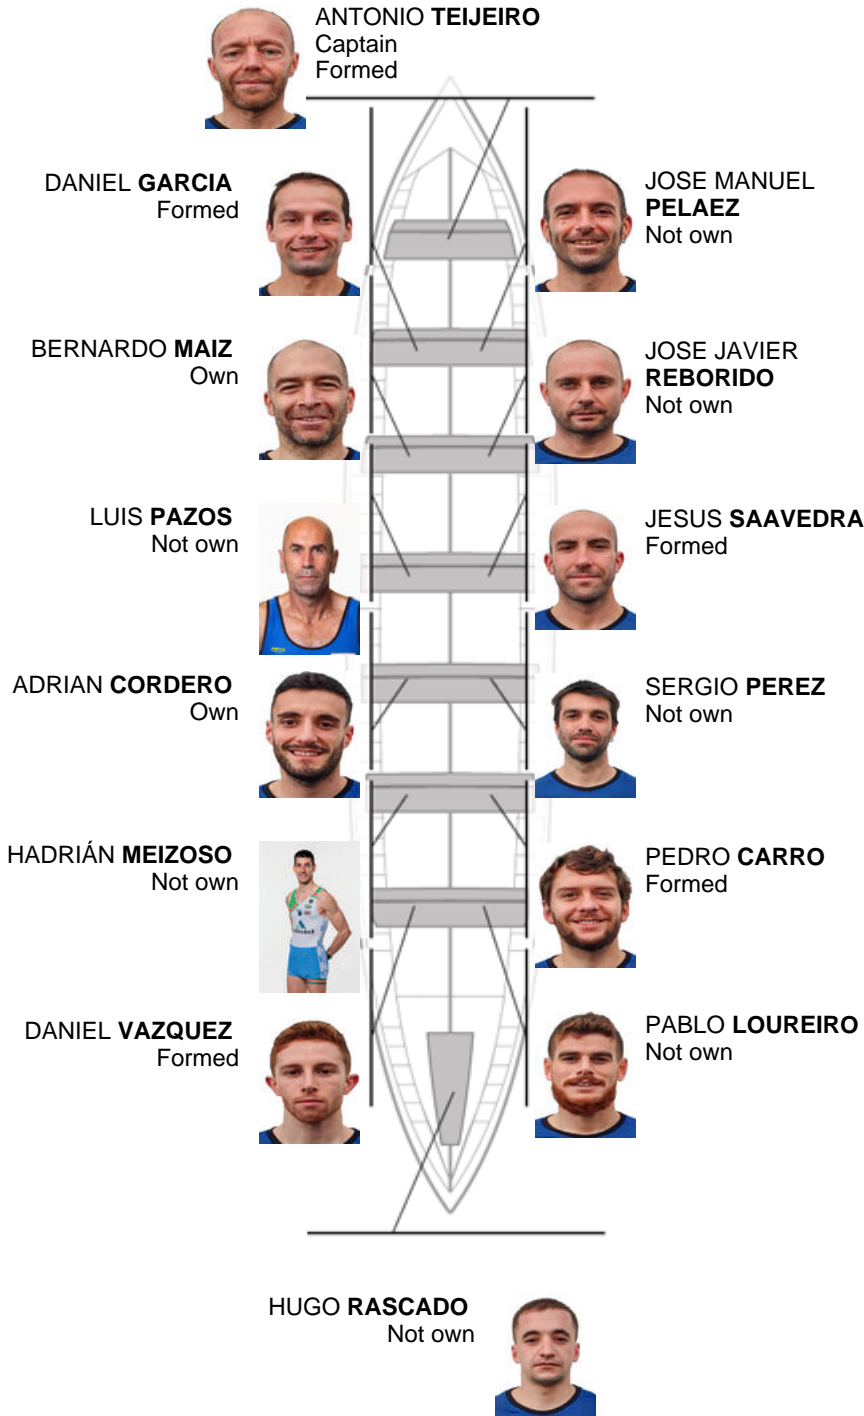 ANTONIO TEIJEIRO
Captain
Formed
DANIEL GARCIA
Formed
JOSE MANUEL
PELAEZ
Not own
BERNARDO MAIZ
Own
JOSE JAVIER
REBORIDO
Not own
LUIS PAZOS
Not own
JESUS SAAVEDRA
Formed
ADRIAN CORDERO
Own
SERGIO PEREZ
Not own
HADRIÁN MEIZOSO
Not own
PEDRO CARRO
Formed
DANIEL VAZQUEZ
Formed
PABLO LOUREIRO
Not own
HUGO RASCADO
Not own